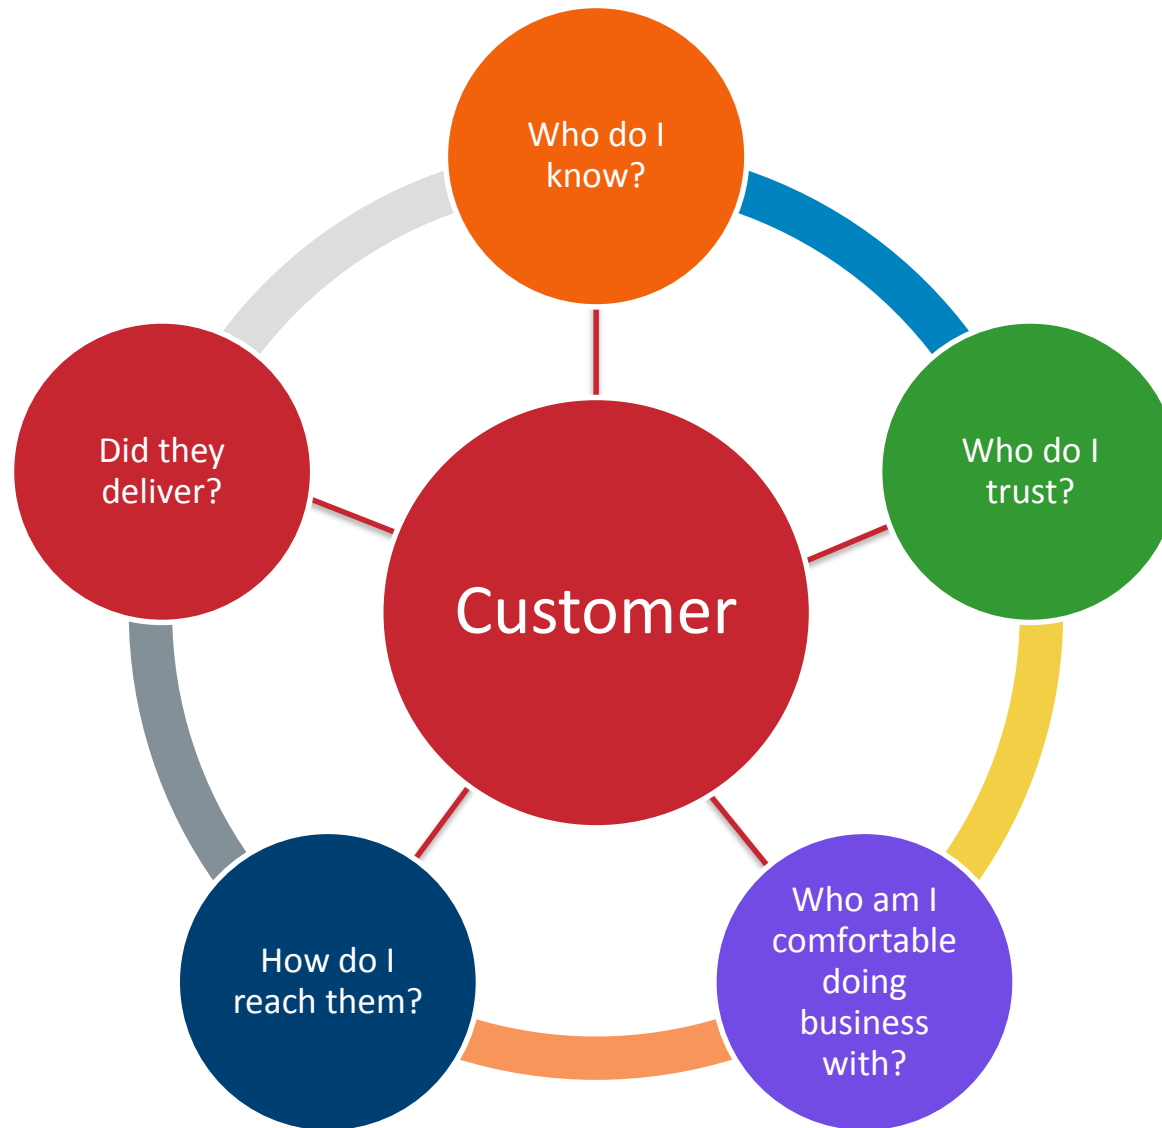 Who do I
know?
Who do I
trust?
Who am I
comfortable
doing
business
with?
How do I
reach them?
Did they
deliver?
Customer